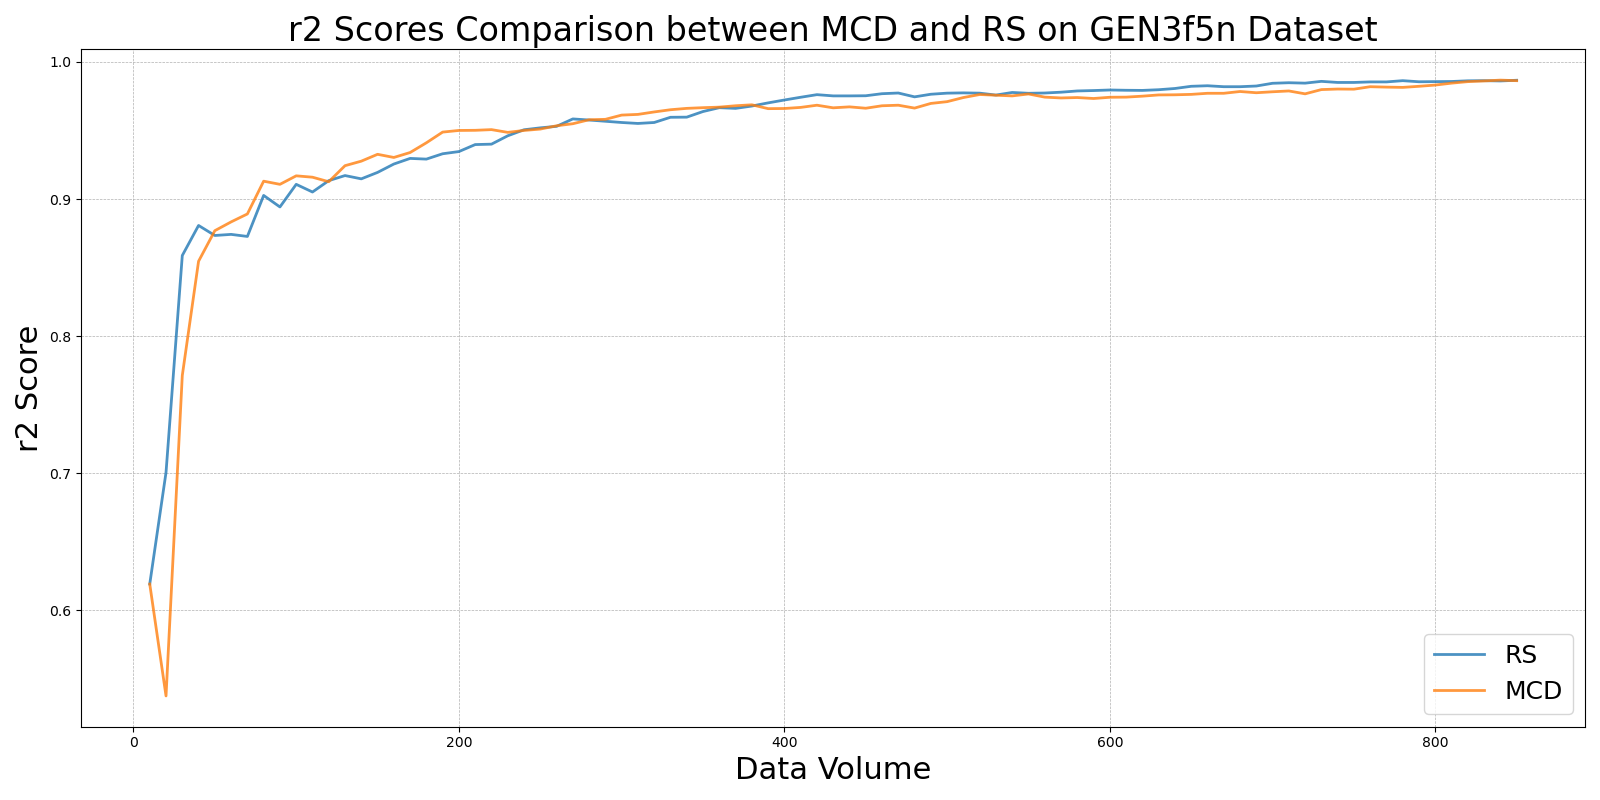 r2 Scores Comparison between MCD and RS on GEN3f5n Dataset
1.0
0.9
0.8
0.7
0.6
r2 Score
0
200
400
600
800
Data Volume
RS
MCD